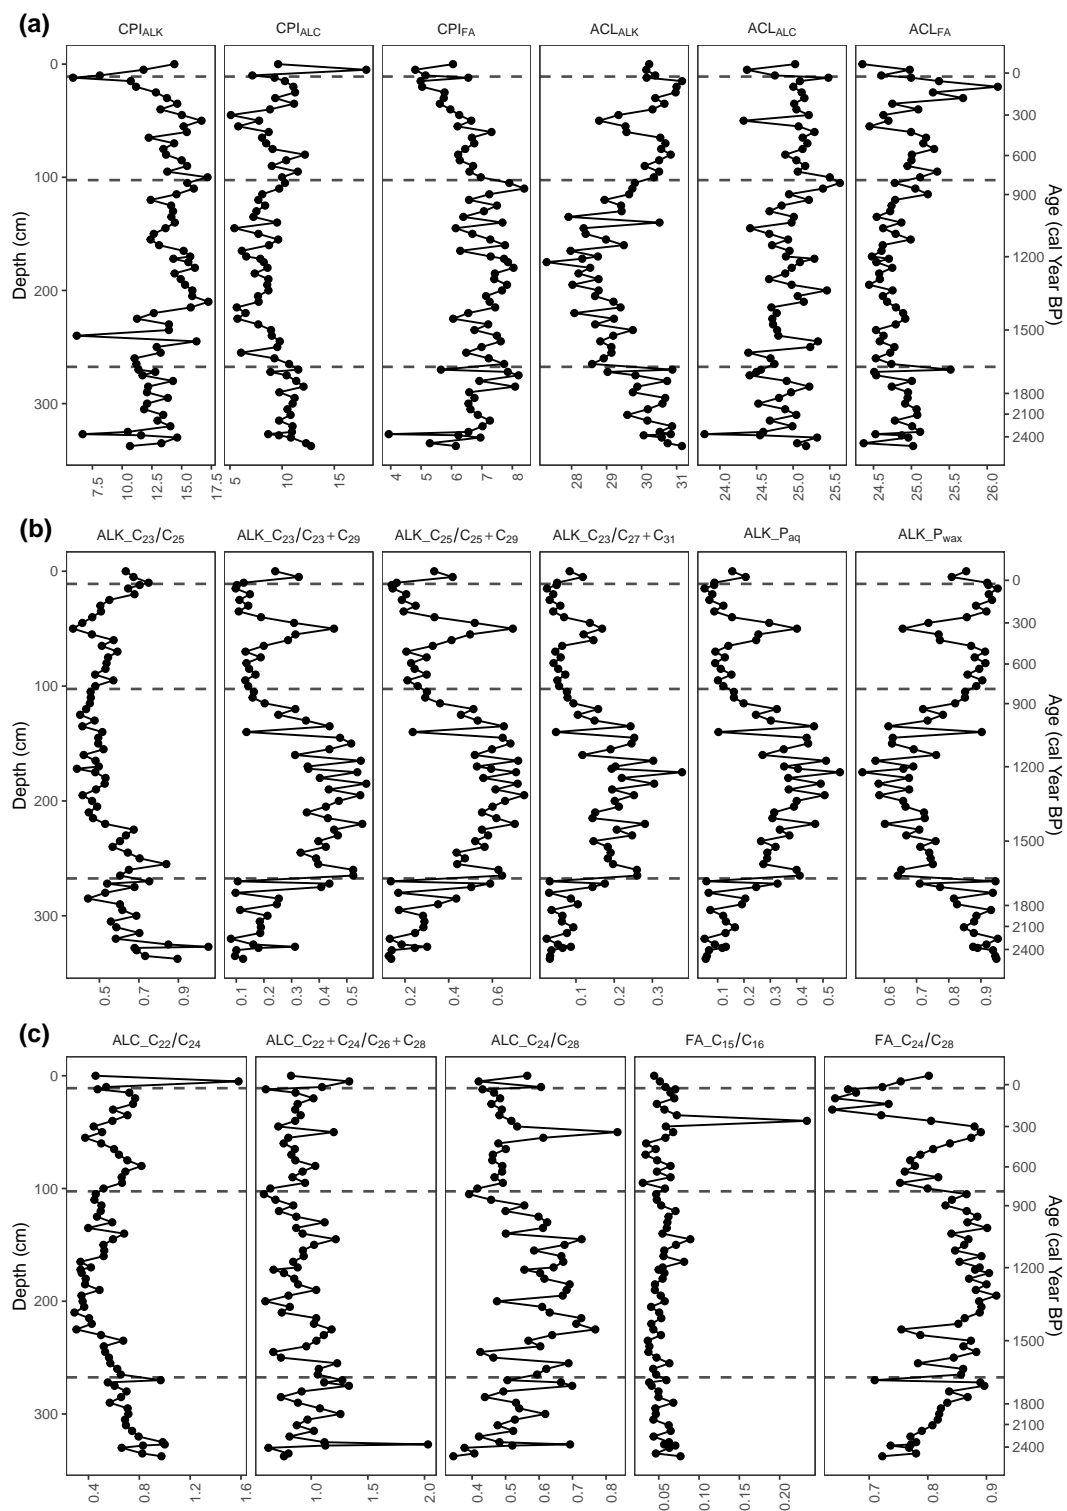 (a)
CPI_ALK CPI_ALC CPI_FA ACL_ALK ACL_ALC ACL_FA
0 100 200 300
Depth (cm)
0 300 600 900 1200 1500 1800 2100 2400
Age (cal Year BP)
7.5 10.0 12.5 15.0 17.5 5 10 15 4 5 6 7 8 28 29 30 31 24.0 24.5 25.0 25.5 24.5 25.0 25.5 26.0
(b)
ALK_C23/C25 ALK_C23/C23+C29 ALK_C25/C25+C29 ALK_C23/C27+C31 ALK_Paq ALK_Pwax
0 100 200 300
Depth (cm)
0 300 600 900 1200 1500 1800 2100 2400
Age (cal Year BP)
0.5 0.7 0.9 0.1 0.2 0.3 0.4 0.5 0.2 0.4 0.6 0.1 0.2 0.3 0.1 0.2 0.3 0.4 0.5 0.6 0.7 0.8 0.9
(c)
ALC_C22/C24 ALC_C22+C24/C26+C28 ALC_C24/C28 FA_C15/C16 FA_C24/C28
0 100 200 300
Depth (cm)
0 300 600 900 1200 1500 1800 2100 2400
Age (cal Year BP)
0.4 0.8 1.2 1.6 1.0 1.5 2.0 0.4 0.5 0.6 0.7 0.8 0.05 0.10 0.15 0.20 0.7 0.8 0.9